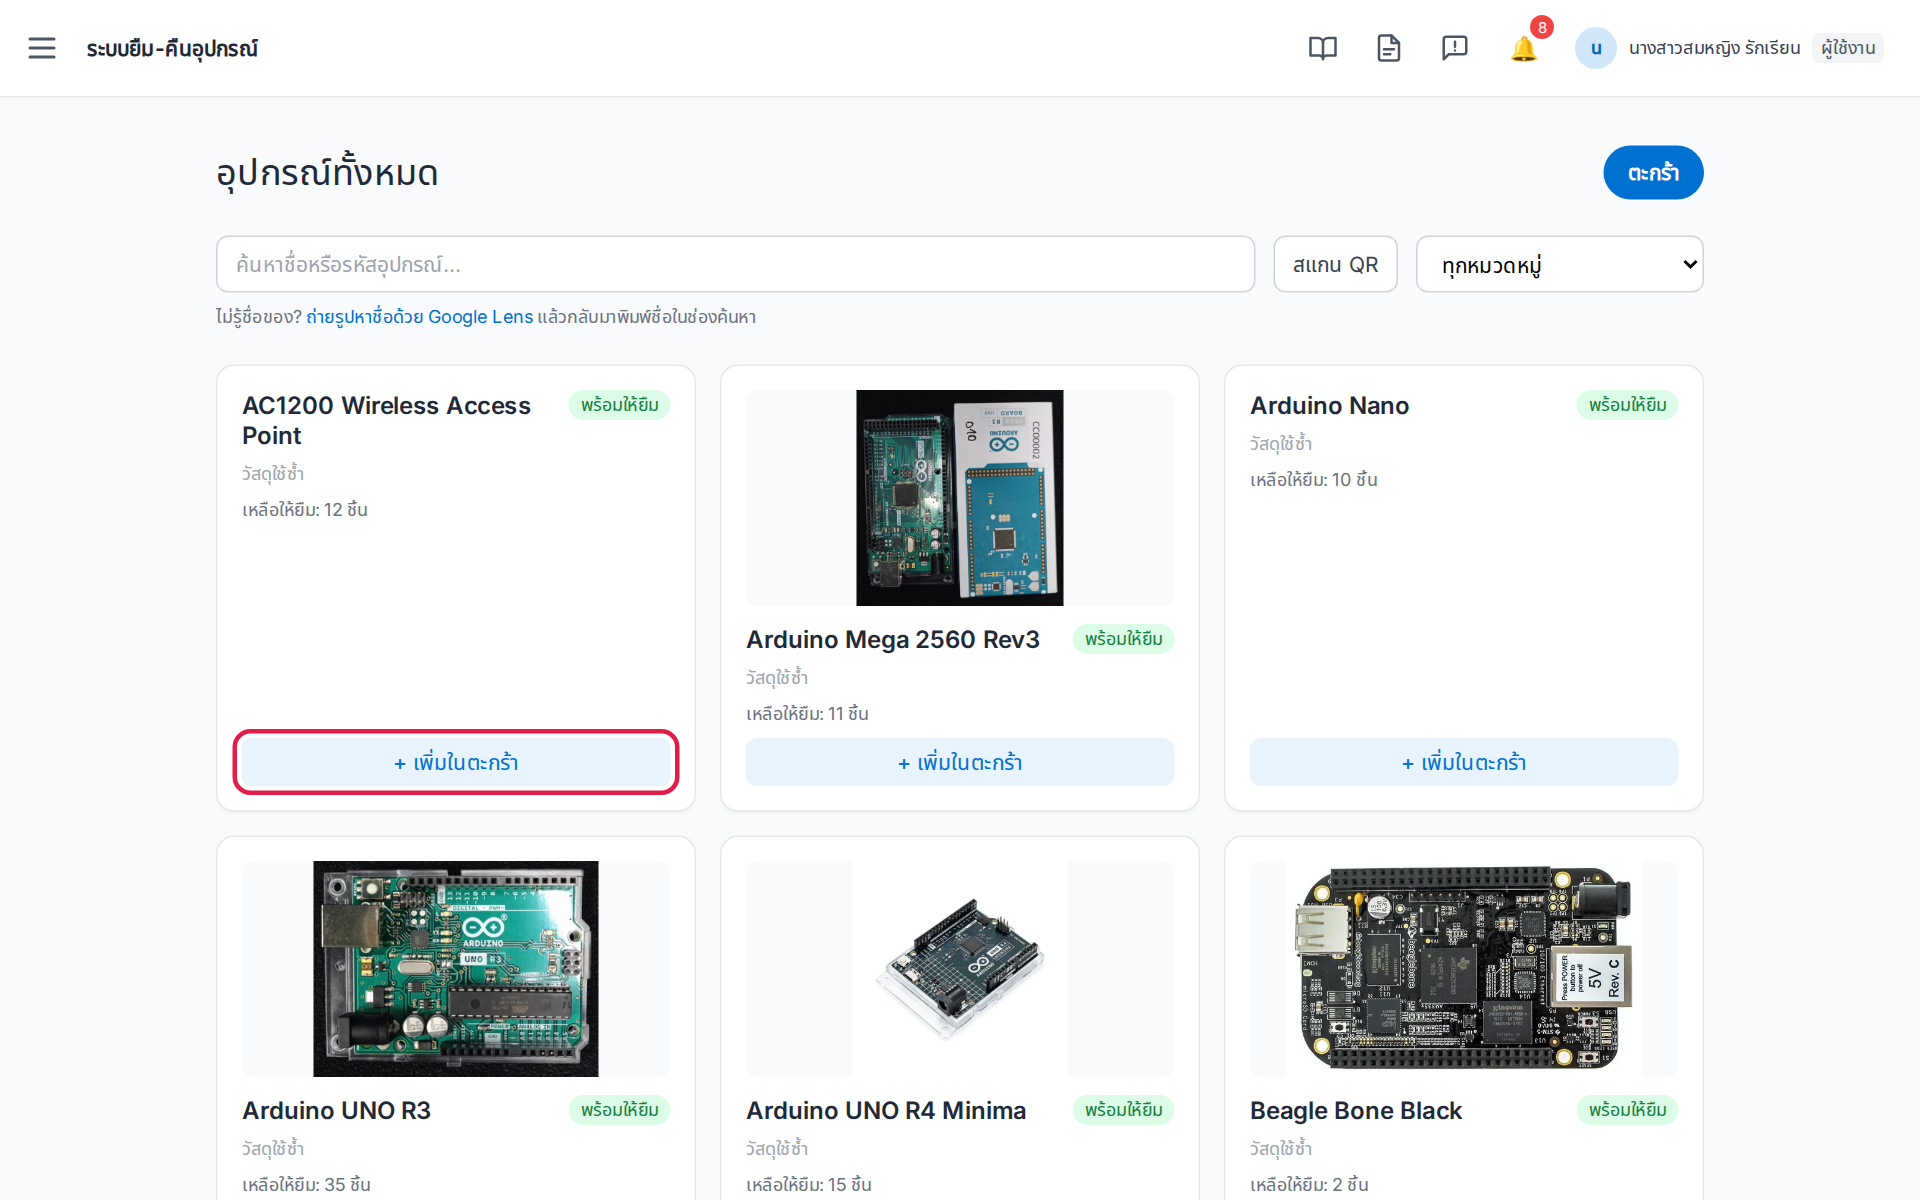 ระบบยืม-คืนอุปกรณ์
8
น
นางสาวสมหญิง รักเรียน
ผู้ใช้งาน
อุปกรณ์ทั้งหมด
ตะกร้า
ค้นหาชื่อหรือรหัสอุปกรณ์...
สแกน QR
ทุกหมวดหมู่
ไม่รู้ชื่อของ? ถ่ายรูปหาชื่อด้วย Google Lens แล้วกลับมาพิมพ์ชื่อในช่องค้นหา
AC1200 Wireless Access
Point
พร้อมให้ยืม
วัสดุใช้ซ้ำ
เหลือให้ยืม: 12 ชิ้น
+ เพิ่มในตะกร้า
Arduino Mega 2560 Rev3
พร้อมให้ยืม
วัสดุใช้ซ้ำ
เหลือให้ยืม: 11 ชิ้น
+ เพิ่มในตะกร้า
Arduino Nano
พร้อมให้ยืม
วัสดุใช้ซ้ำ
เหลือให้ยืม: 10 ชิ้น
+ เพิ่มในตะกร้า
ARDUINO
UNO R3
Arduino UNO R3
พร้อมให้ยืม
วัสดุใช้ซ้ำ
เหลือให้ยืม: 35 ชิ้น
Arduino UNO R4 Minima
พร้อมให้ยืม
วัสดุใช้ซ้ำ
เหลือให้ยืม: 15 ชิ้น
Press POWER
button to
power off
5V
Rev. C
Beagle Bone Black
พร้อมให้ยืม
วัสดุใช้ซ้ำ
เหลือให้ยืม: 2 ชิ้น